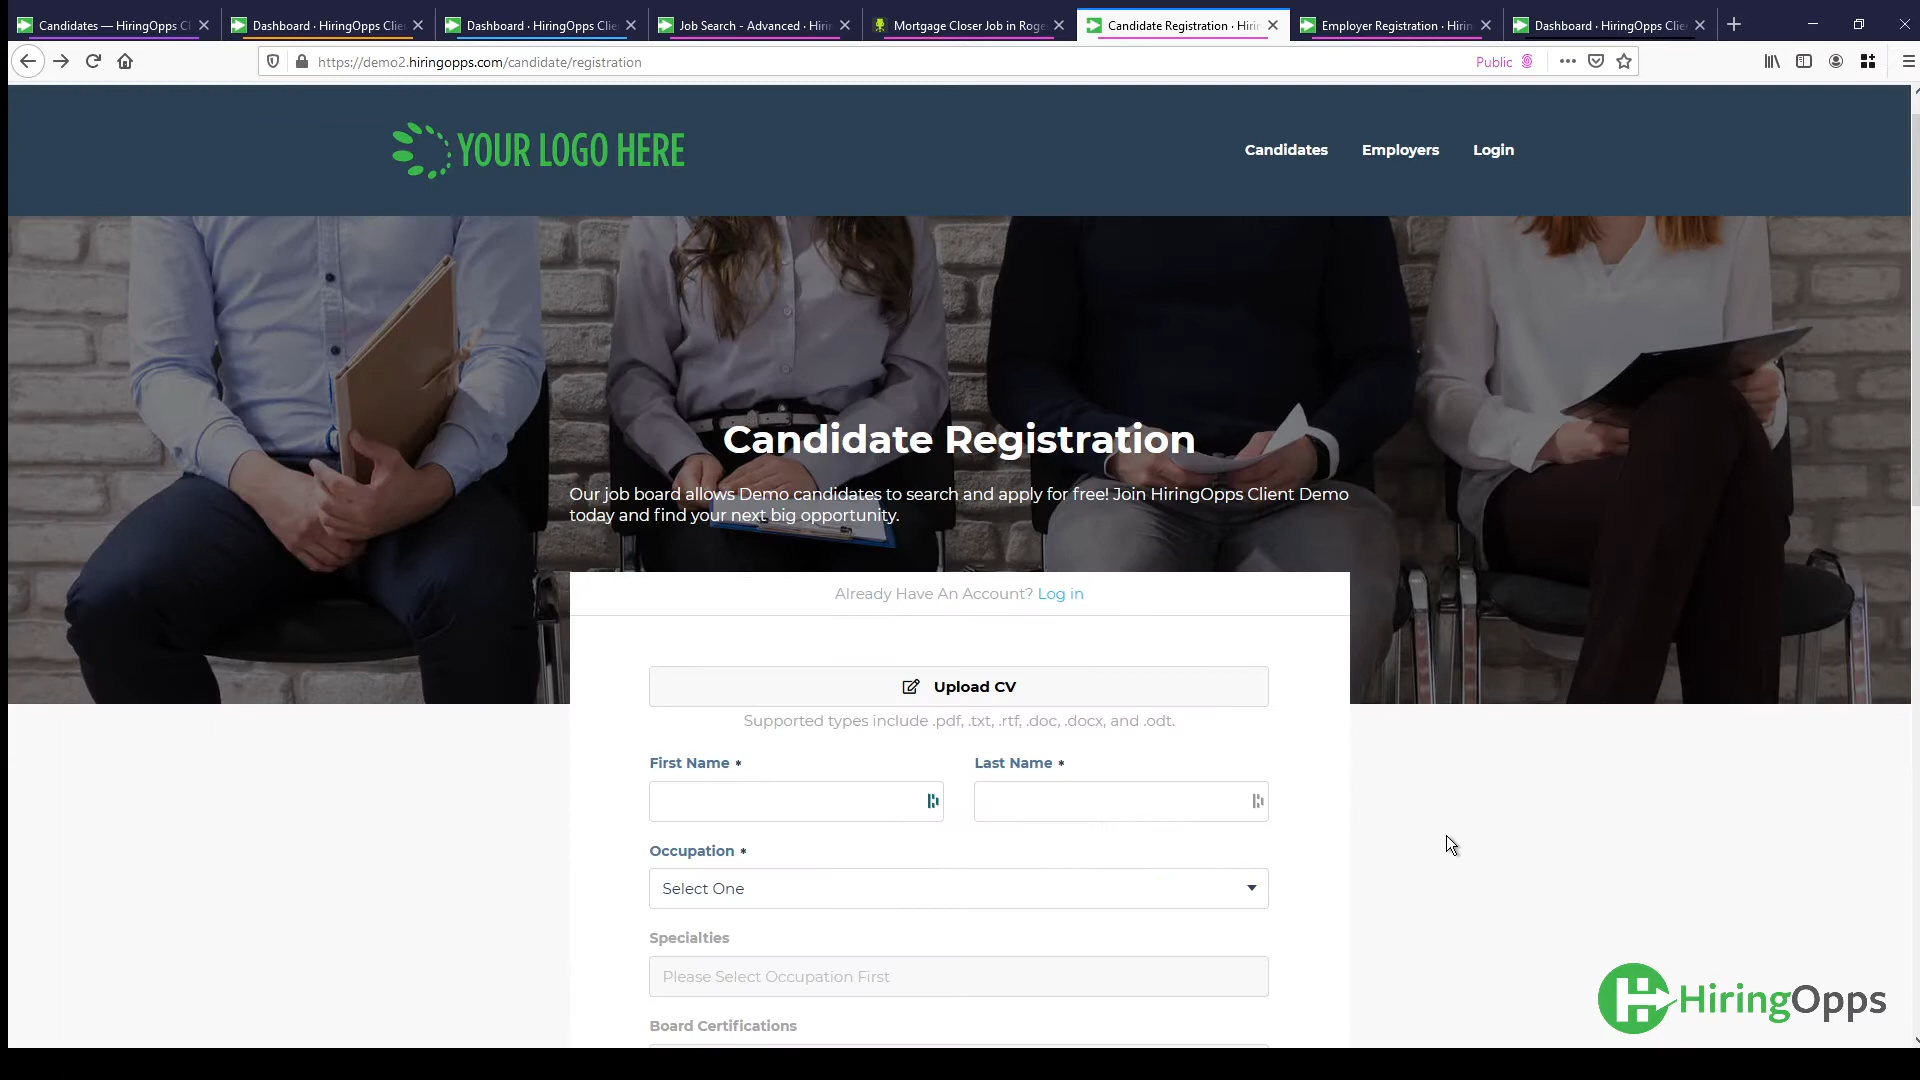 Candidates — HiringOpps Cl
Dashboard · HiringOpps Clie
Dashboard · HiringOpps Clie
Job Search - Advanced · Hirin
Mortgage Closer Job in Roge
Candidate Registration · Hirin
Employer Registration · Hirin
Dashboard · HiringOpps Clie
https://demo2.hiringopps.com/candidate/registration
Public
YOUR LOGO HERE
Candidates
Employers
Login
Candidate Registration
Our job board allows Demo candidates to search and apply for free! Join HiringOpps Client Demo
today and find your next big opportunity.
Already Have An Account? Log in
Upload CV
Supported types include .pdf, .txt, .rtf, .doc, .docx, and .odt.
First Name *
Last Name *
Occupation *
Select One
Specialties
Please Select Occupation First
Board Certifications
HiringOpps